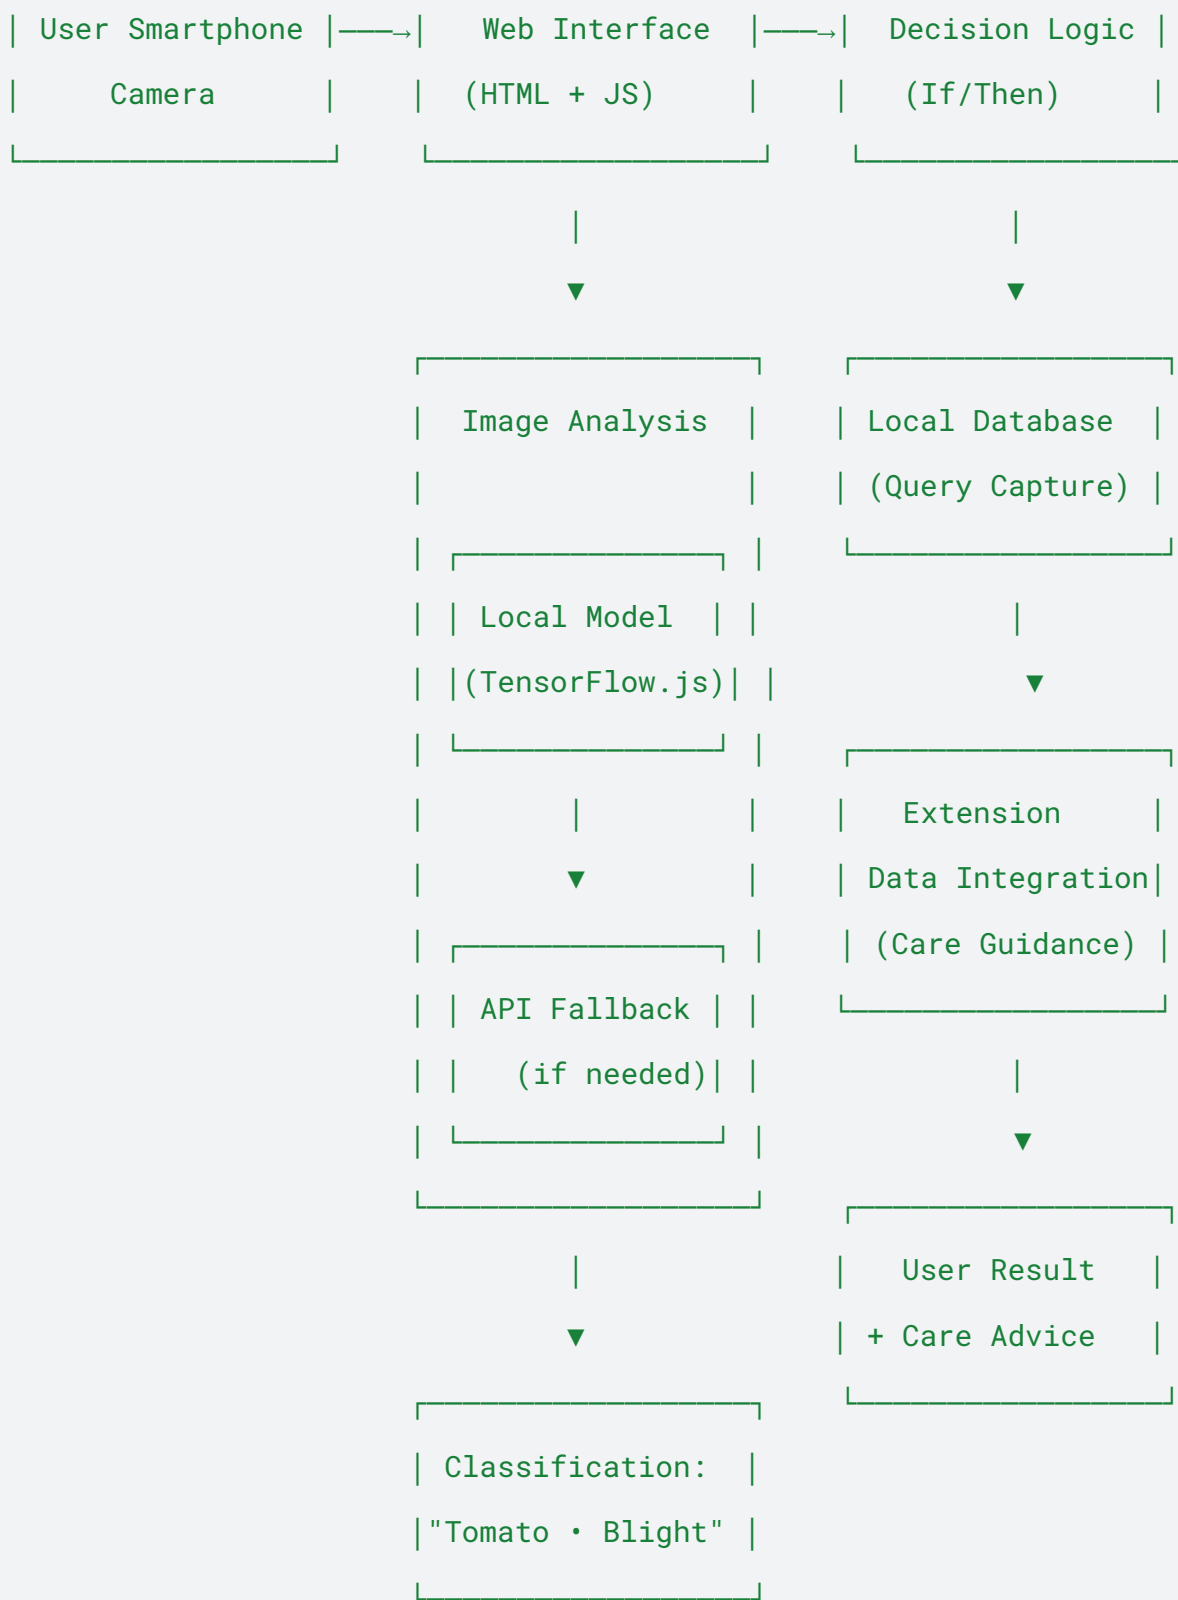 │ User Smartphone │───→│   Web Interface  │───→│  Decision Logic │
│     Camera      │    │  (HTML + JS)     │    │   (If/Then)     │
└─────────────────┘    └──────────────────┘    └─────────────────
│                        │
▼                        ▼
┌──────────────────┐    ┌─────────────────┐
│  Image Analysis  │    │ Local Database  │
│                  │    │ (Query Capture) │
│ ┌──────────────┐ │    └─────────────────┘
│ │ Local Model  │ │              │
│ │(TensorFlow.js)│ │              ▼
│ └──────────────┘ │    ┌─────────────────┐
│        │         │    │   Extension     │
│        ▼         │    │ Data Integration│
│ ┌──────────────┐ │    │ (Care Guidance) │
│ │ API Fallback │ │    └─────────────────┘
│ │   (if needed)│ │              │
│ └──────────────┘ │              ▼
└──────────────────┘    ┌─────────────────┐
│              │   User Result   │
▼              │ + Care Advice   │
┌──────────────────┐    └─────────────────┘
│ Classification:  │
│"Tomato • Blight" │
└──────────────────┘